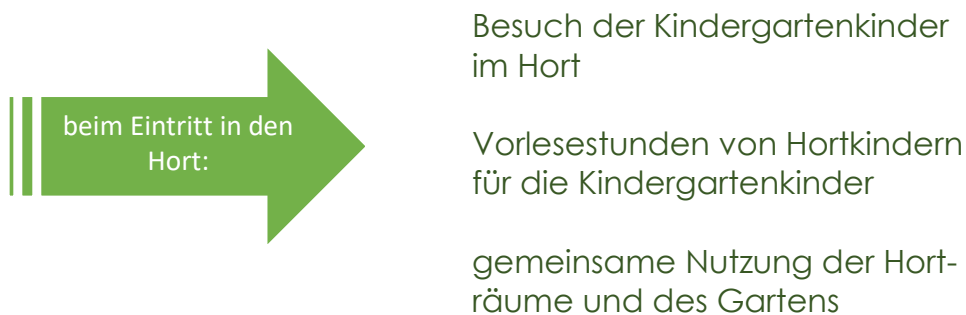 beim Eintritt in den
Hort:
Besuch der Kindergartenkinder
im Hort
Vorlesestunden von Hortkindern
für die Kindergartenkinder
gemeinsame Nutzung der Hort-
räume und des Gartens